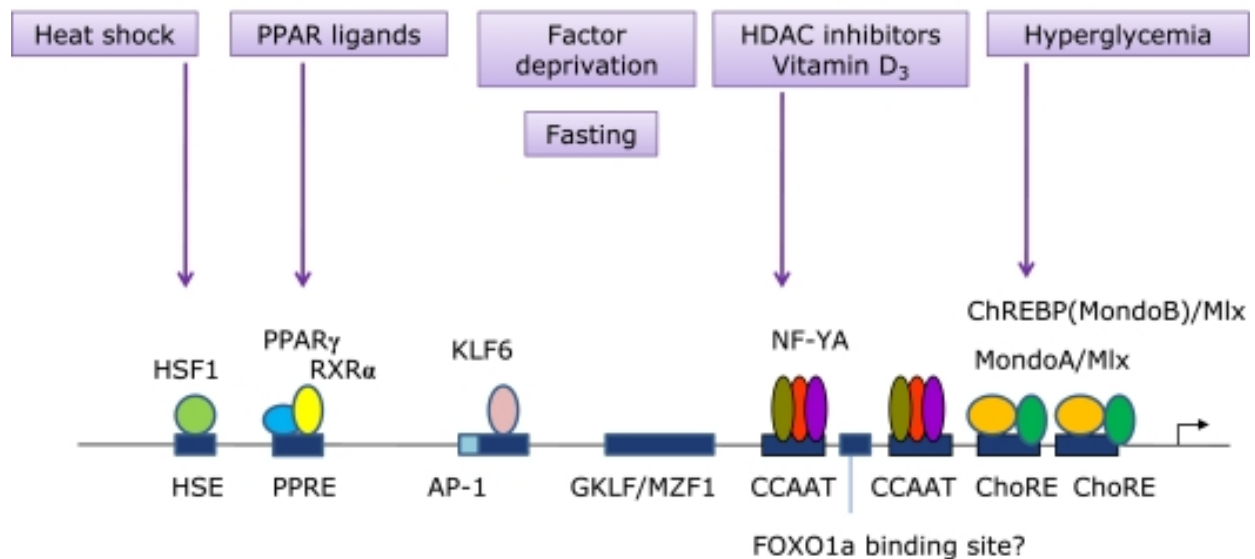 Heat shock
PPAR ligands
Factor
deprivation
HDAC inhibitors
Vitamin D₃
Hyperglycemia
Fasting
ChREBP(MondoB)/Mlx
PPARγ
KLF6
NF-YA
HSF1
RXRα
MondoA/Mlx
HSE
PPRE
AP-1
GKLF/MZF1
CCAAT
CCAAT
ChoRE
ChoRE
FOXO1a binding site?